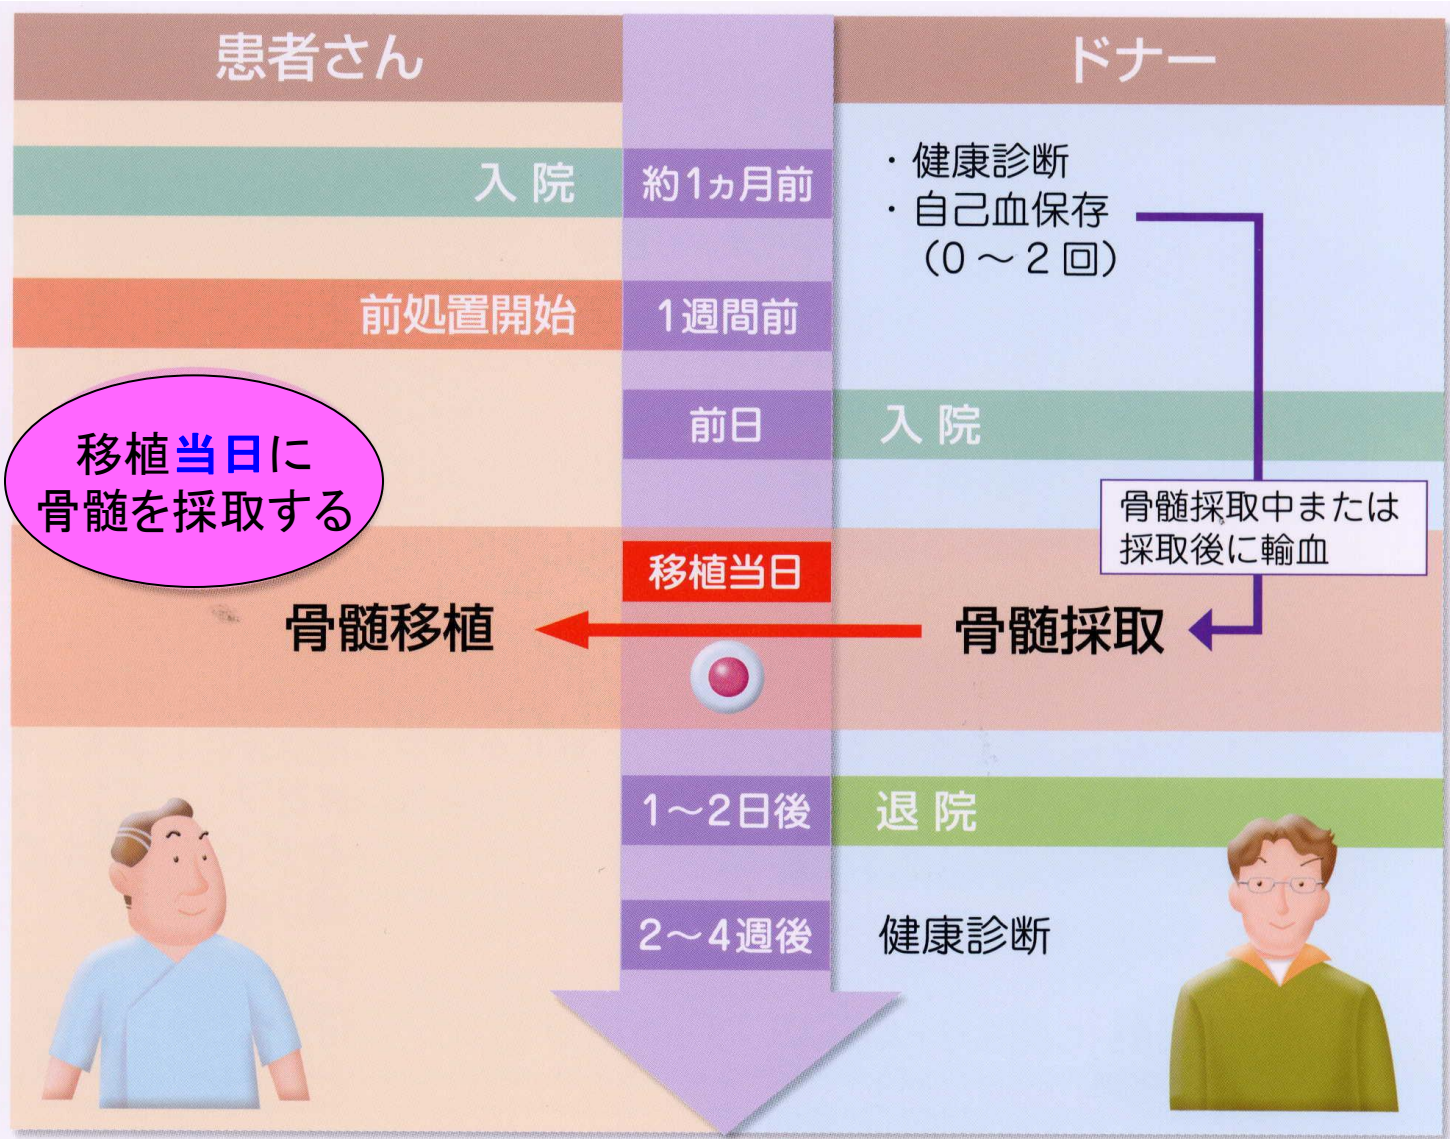 患者さん
ドナー
入院
約1ヵ月前
・健康診断
・自己血保存
（0～2回）
前処置開始
1週間前
前日
入院
移植当日に
骨髄を採取する
骨髄採取中または
採取後に輸血
移植当日
骨髄移植
骨髄採取
1～2日後
退院
2～4週後
健康診断